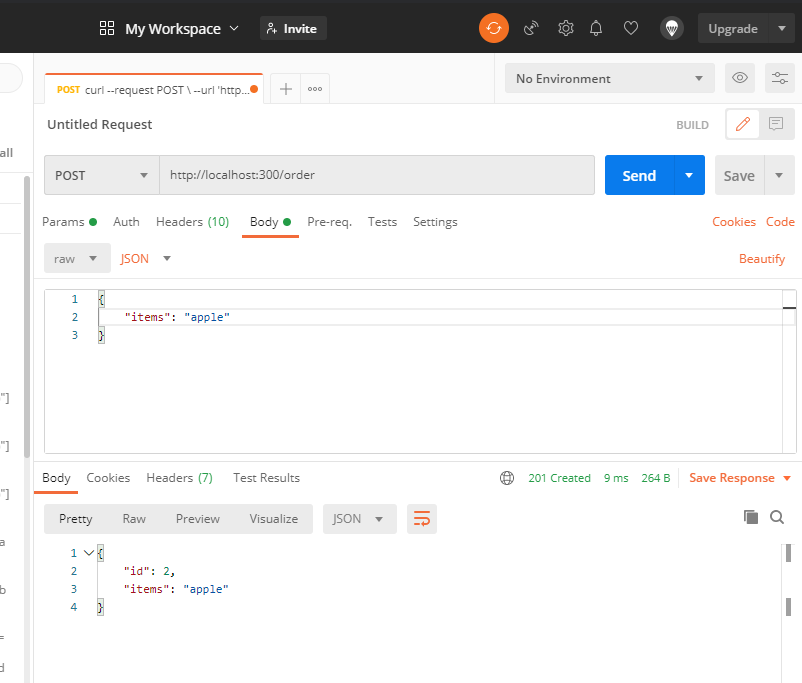 My Workspace Invite Upgrade
POST curl --request POST \ --url 'http... + ooo No Environment
Untitled Request BUILD
all
POST http://localhost:300/order Send Save
Params Auth Headers (10) Body Pre-req. Tests Settings Cookies Code
raw JSON Beautify
1 {
2 "items": "apple"
3 }
"]
"]
Body Cookies Headers (7) Test Results 201 Created 9 ms 264 B Save Response
"]
Pretty Raw Preview Visualize JSON
a
1 {
2 "id": 2,
3 "items": "apple"
b
4 }
=
d